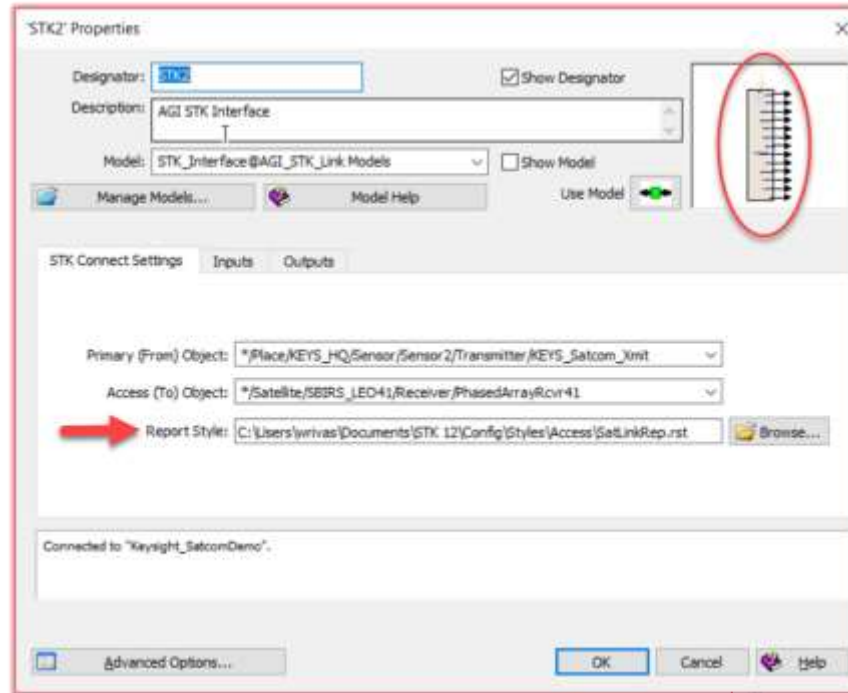 'STK2' Properties
Designator: STK2
Show Designator
Description: AGI STK Interface
Model: STK_Interface@AGI_STK_Link Models
Show Model
Manage Models...
Model Help
Use Model
STK Connect Settings Inputs Outputs
Primary (From) Object: */Place/KEYS_HQ/Sensor/Sensor2/Transmitter/KEYS_Satcom_Xmit
Access (To) Object: */Satellite/SBIRS_LEO41/Receiver/PhasedArrayRcvr41
Report Style: C:\Users\wrivas\Documents\STK 12\Config\Styles\Access\SatLinkRep.rst Browse...
Connected to "Keysight_SatcomDemo".
Advanced Options... OK Cancel Help